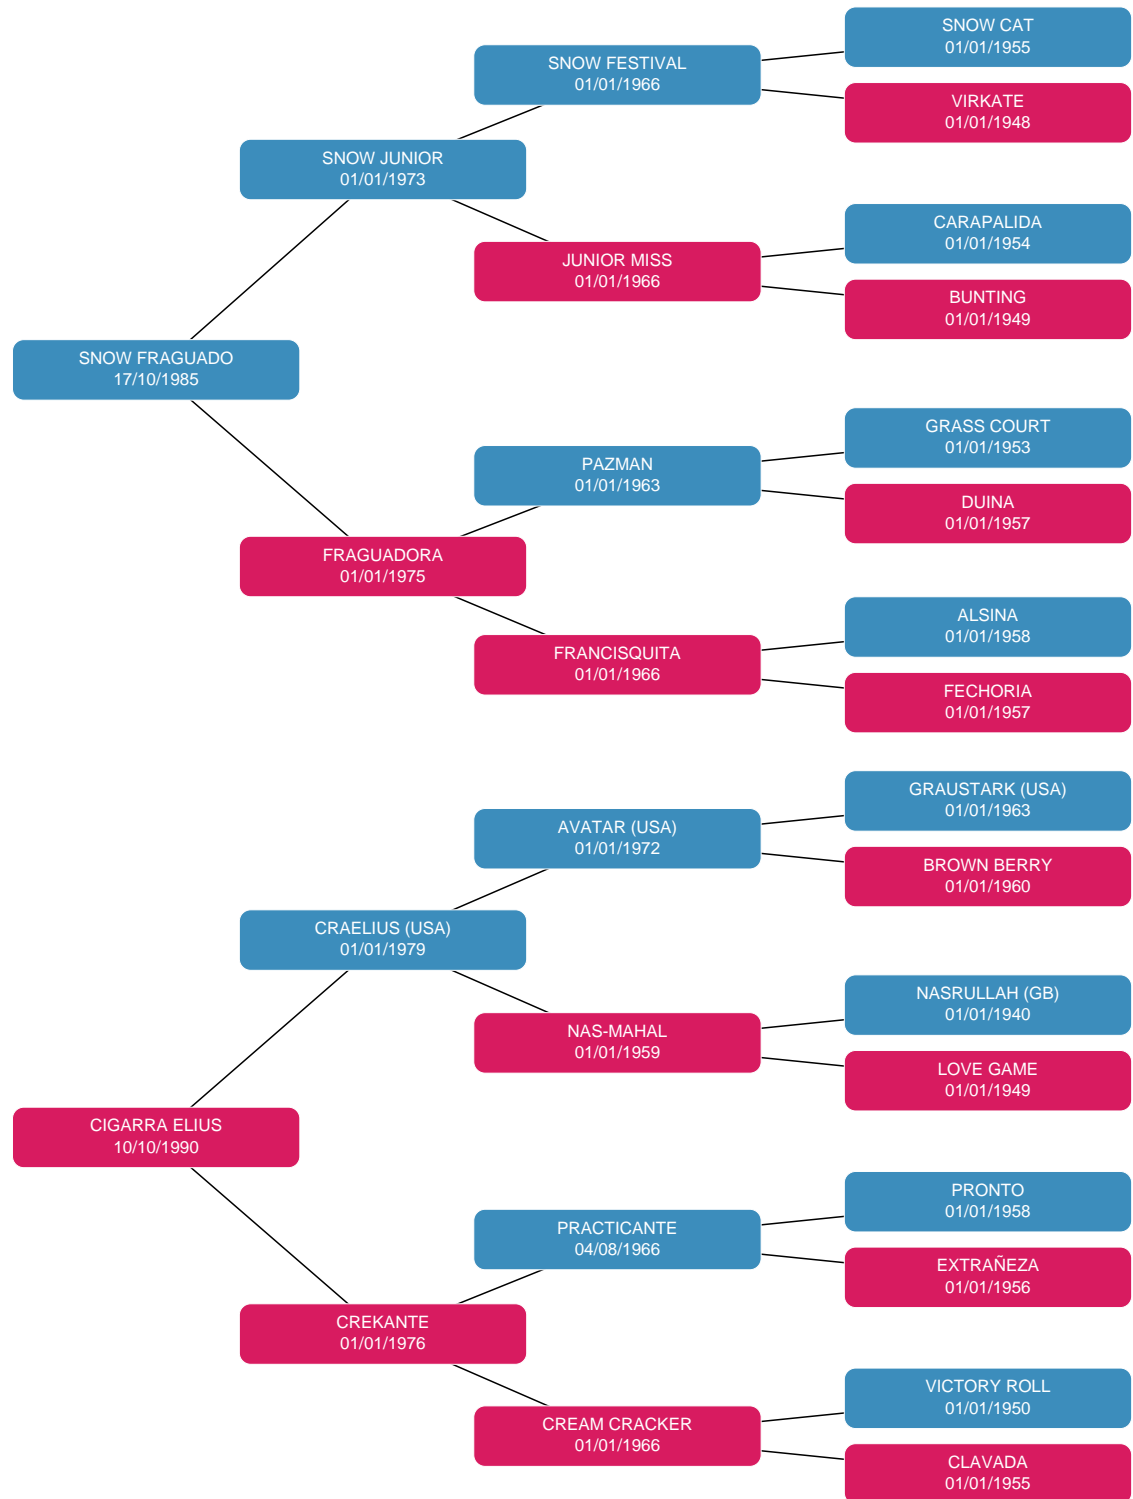 SNOW CAT
01/01/1955
SNOW FESTIVAL
01/01/1966
VIRKATE
01/01/1948
SNOW JUNIOR
01/01/1973
CARAPALIDA
01/01/1954
JUNIOR MISS
01/01/1966
BUNTING
01/01/1949
SNOW FRAGUADO
17/10/1985
GRASS COURT
01/01/1953
PAZMAN
01/01/1963
DUINA
01/01/1957
FRAGUADORA
01/01/1975
ALSINA
01/01/1958
FRANCISQUITA
01/01/1966
FECHORIA
01/01/1957
GRAUSTARK (USA)
01/01/1963
AVATAR (USA)
01/01/1972
BROWN BERRY
01/01/1960
CRAELIUS (USA)
01/01/1979
NASRULLAH (GB)
01/01/1940
NAS-MAHAL
01/01/1959
LOVE GAME
01/01/1949
CIGARRA ELIUS
10/10/1990
PRONTO
01/01/1958
PRACTICANTE
04/08/1966
EXTRAÑEZA
01/01/1956
CREKANTE
01/01/1976
VICTORY ROLL
01/01/1950
CREAM CRACKER
01/01/1966
CLAVADA
01/01/1955